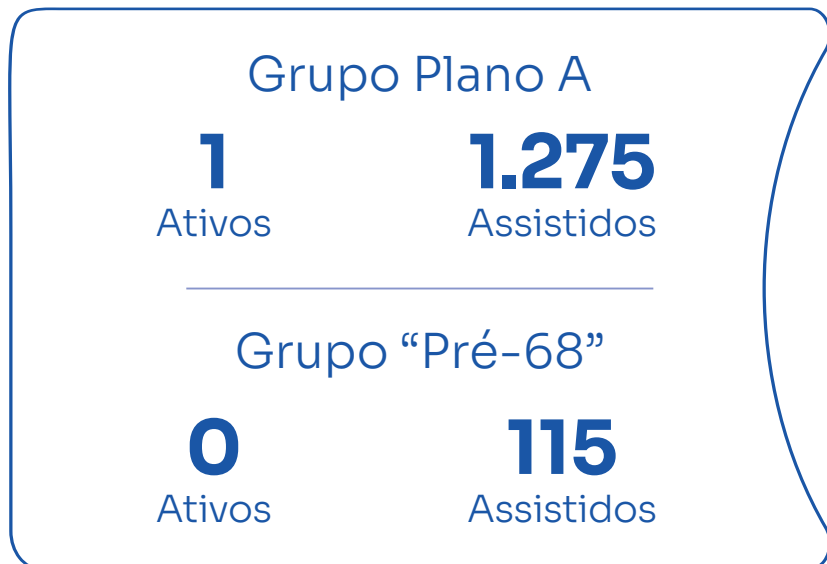 Grupo Plano A
1 1.275
Ativos Assistidos
Grupo “Pré-68”
0 115
Ativos Assistidos